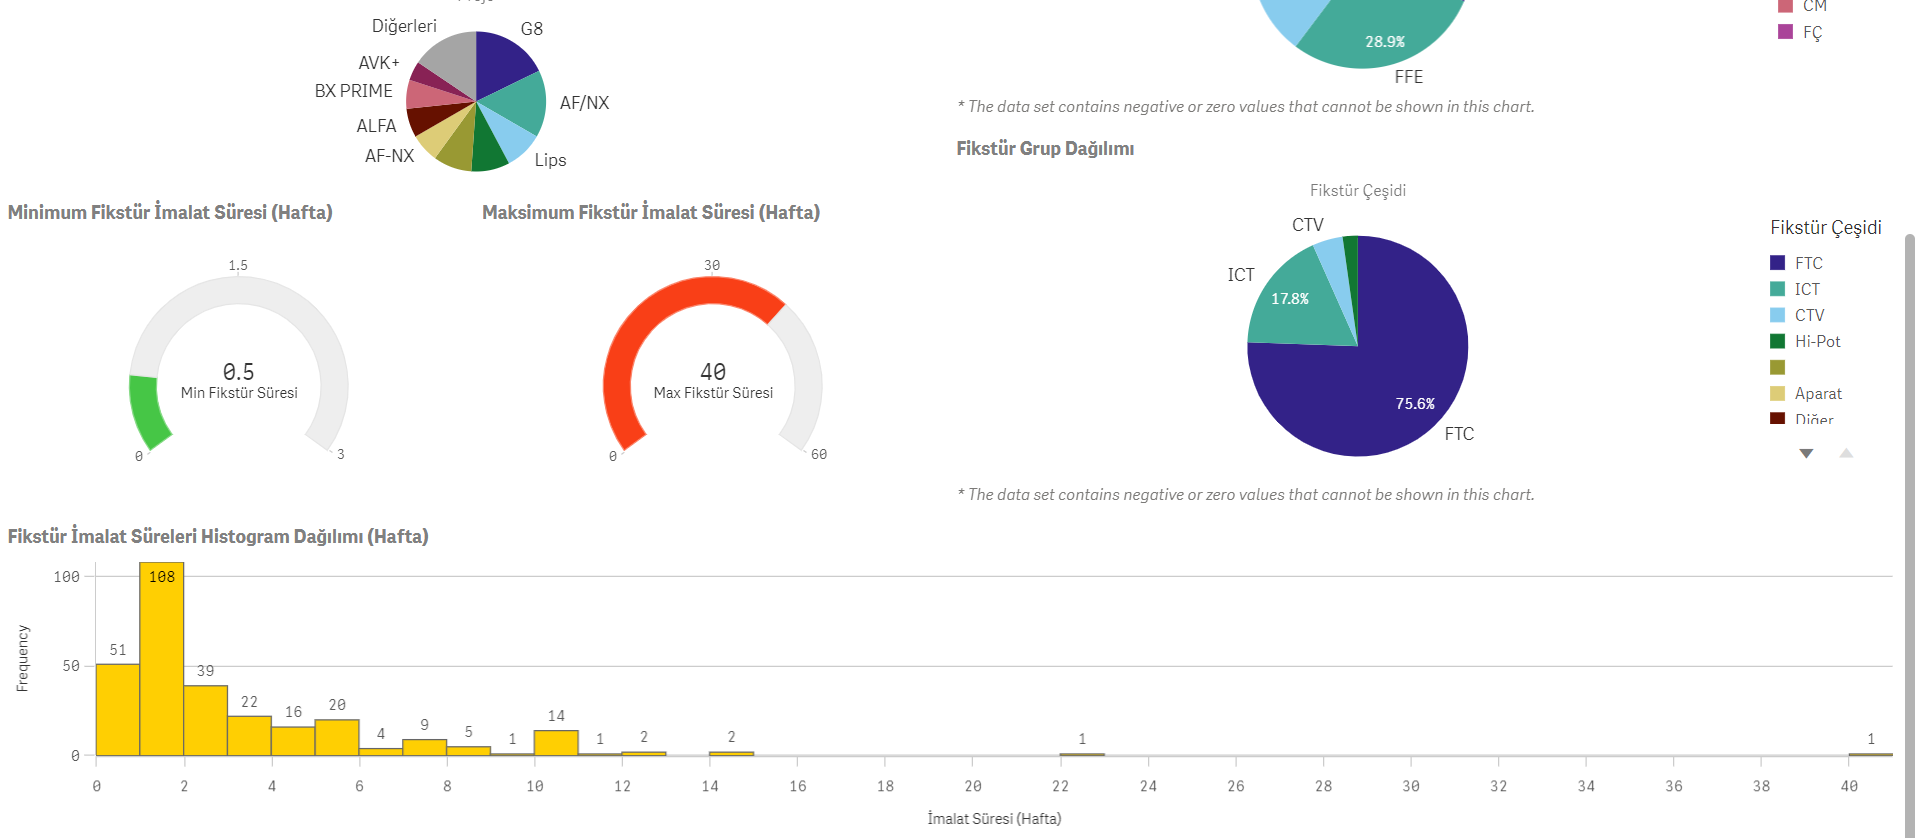 Diğerleri
G8
AVK+
BX PRIME
AF/NX
ALFA
AF-NX
Lips
CM
FÇ
28.9%
FFE
* The data set contains negative or zero values that cannot be shown in this chart.
Minimum Fikstür İmalat Süresi (Hafta)
1.5
0.5
Min Fikstür Süresi
0
3
Maksimum Fikstür İmalat Süresi (Hafta)
30
40
Max Fikstür Süresi
0
60
Fikstür Grup Dağılımı
Fikstür Çeşidi
CTV
ICT
17.8%
75.6%
FTC
Fikstür Çeşidi
FTC
ICT
CTV
Hi-Pot
Aparat
Diğer
* The data set contains negative or zero values that cannot be shown in this chart.
Fikstür İmalat Süreleri Histogram Dağılımı (Hafta)
Frequency
100
50
0
51
108
39
22
16
20
4
9
5
1
14
1
2
2
1
1
0 2 4 6 8 10 12 14 16 18 20 22 24 26 28 30 32 34 36 38 40
İmalat Süresi (Hafta)